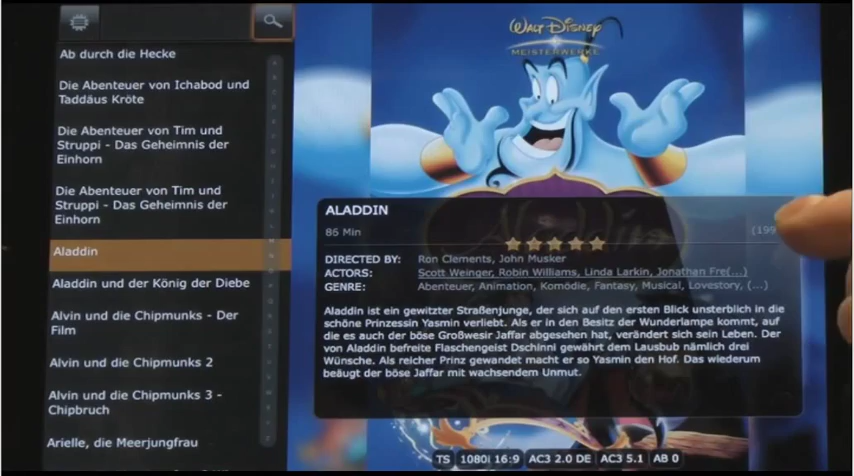 Ab durch die Hecke
Die Abenteuer von Ichabod und
Taddäus Kröte
Die Abenteuer von Tim und
Struppi - Das Geheimnis der
Einhorn
Die Abenteuer von Tim und
Struppi - Das Geheimnis der
Einhorn
Aladdin
Aladdin und der König der Diebe
Alvin und die Chipmunks - Der
Film
Alvin und die Chipmunks 2
Alvin und die Chipmunks 3 -
Chipbruch
Arielle, die Meerjungfrau
WALT DISNEY
MEISTERWERKE
ALADDIN
86 Min
(199
DIRECTED BY: Ron Clements, John Musker
ACTORS: Scott Weinger, Robin Williams, Linda Larkin, Jonathan Fre(...)
GENRE: Abenteuer, Animation, Komödie, Fantasy, Musical, Lovestory, (...)
Aladdin ist ein gewitzter Straßenjunge, der sich auf den ersten Blick unsterblich in die
schöne Prinzessin Yasmin verliebt. Als er in den Besitz der Wunderlampe kommt, auf
die es auch der böse Großwesir Jaffar abgesehen hat, verändert sich sein Leben. Der
von Aladdin befreite Flaschengeist Dschinni gewährt dem Lausbub nämlich drei
Wünsche. Als reicher Prinz gewandet macht er so Yasmin den Hof. Das wiederum
beäugt der böse Jaffar mit wachsendem Unmut.
TS 1080i 16:9 AC3 2.0 DE AC3 5.1 AB 0